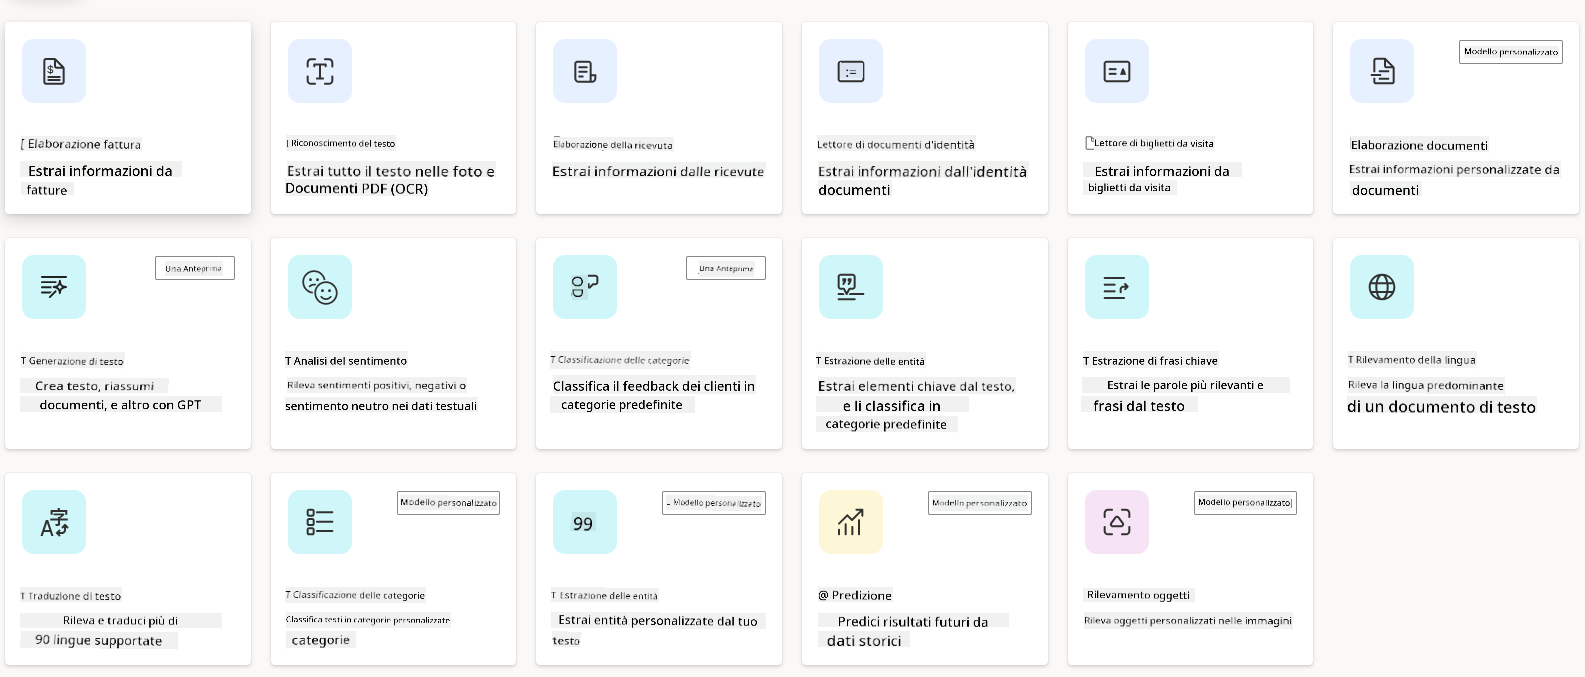 Elaborazione fattura
Estrai informazioni da
fatture
Riconoscimento del testo
Estrai tutto il testo nelle foto e
Documenti PDF (OCR)
Elaborazione della ricevuta
Estrai informazioni dalle ricevute
Lettore di documenti d'identità
Estrai informazioni dall'identità
documenti
Lettore di biglietti da visita
Estrai informazioni da
biglietti da visita
Modello personalizzato
Elaborazione documenti
Estrai informazioni personalizzate da
documenti
Una Anteprima
T Generazione di testo
Crea testo, riassumi
documenti, e altro con GPT
T Analisi del sentimento
Rileva sentimenti positivi, negativi o
sentimento neutro nei dati testuali
Una Anteprima
T Classificazione delle categorie
Classifica il feedback dei clienti in
categorie predefinite
T Estrazione delle entità
Estrai elementi chiave dal testo,
e li classifica in
categorie predefinite
T Estrazione di frasi chiave
Estrai le parole più rilevanti e
frasi dal testo
T Rilevamento della lingua
Rileva la lingua predominante
di un documento di testo
T Traduzione di testo
Rileva e traduci più di
90 lingue supportate
Modello personalizzato
T Classificazione delle categorie
Classifica testi in categorie personalizzate
categorie
Modello personalizzato
99
T Estrazione delle entità
Estrai entità personalizzate dal tuo
testo
Modello personalizzato
@ Predizione
Predici risultati futuri da
dati storici
Modello personalizzato
Rilevamento oggetti
Rileva oggetti personalizzati nelle immagini